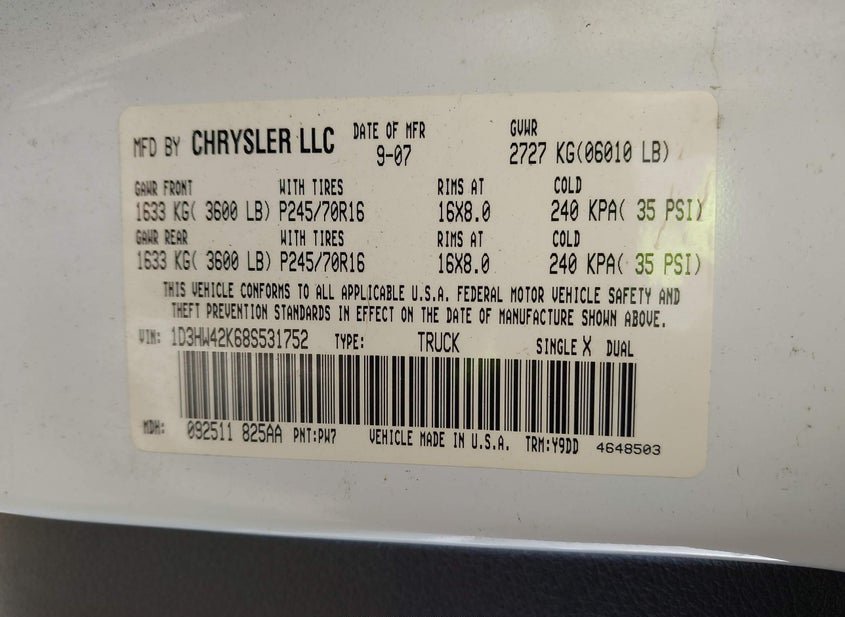 MFD BY CHRYSLER LLC DATE OF MFR 9-07 GVWR 2727 KG(06010 LB)
GAWR FRONT WITH TIRES RIMS AT COLD
1633 KG( 3600 LB) P245/70R16 16X8.0 240 KPA( 35 PSI)
GAWR REAR WITH TIRES RIMS AT COLD
1633 KG( 3600 LB) P245/70R16 16X8.0 240 KPA( 35 PSI)
THIS VEHICLE CONFORMS TO ALL APPLICABLE U.S.A. FEDERAL MOTOR VEHICLE SAFETY AND
THEFT PREVENTION STANDARDS IN EFFECT ON THE DATE OF MANUFACTURE SHOWN ABOVE.
VIN: 1D3HW42K68S531752 TYPE: TRUCK SINGLE X DUAL
MDH: 092511 825AA PNT:PW7 VEHICLE MADE IN U.S.A. TRM:Y9DD 4648503